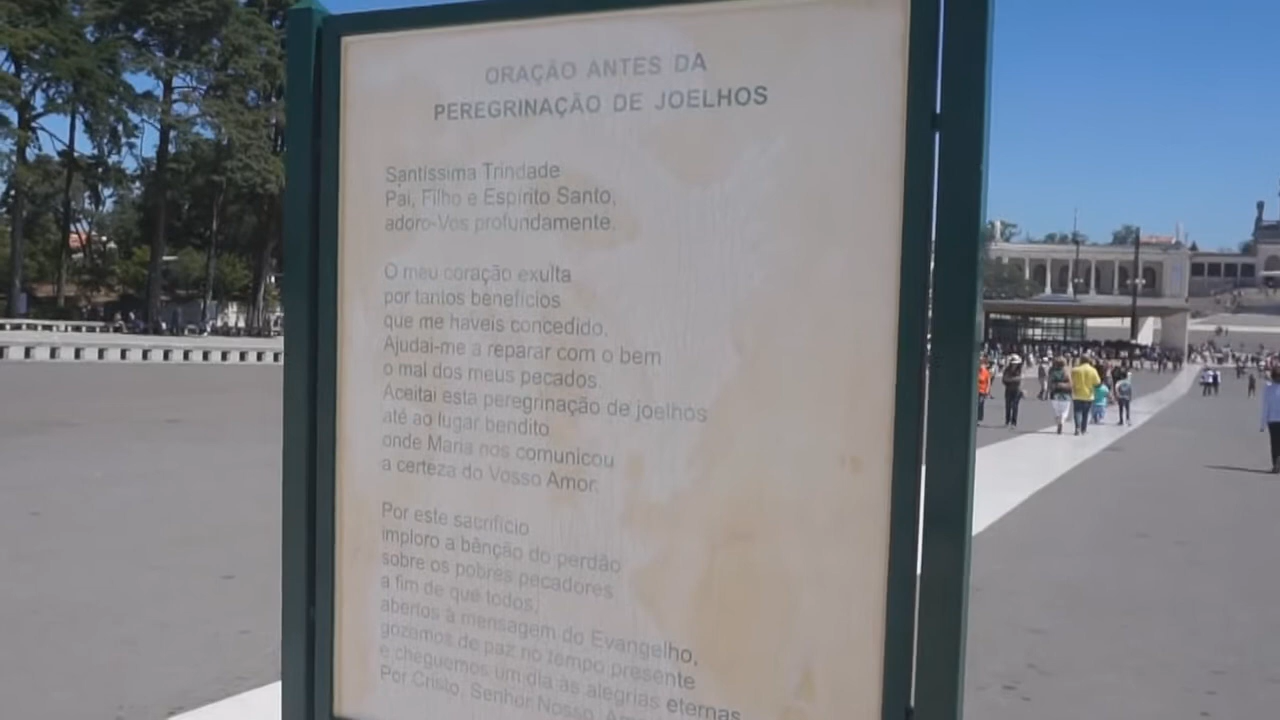 ORAÇÃO ANTES DA
PEREGRINAÇÃO DE JOELHOS
Santíssima Trindade
Pai, Filho e Espírito Santo,
adoro-Vos profundamente.
O meu coração exulta
por tantos benefícios
que me haveis concedido.
Ajudai-me a reparar com o bem
o mal dos meus pecados.
Aceitai esta peregrinação de joelhos
até ao lugar bendito
onde Maria nos comunicou
a certeza do Vosso Amor.
Por este sacrifício
imploro a bênção do perdão
sobre os pobres pecadores
a fim de que todos,
abertos à mensagem do Evangelho,
gozemos de paz no tempo presente
e cheguemos um dia às alegrias eternas
Por Cristo, Senhor Nosso.